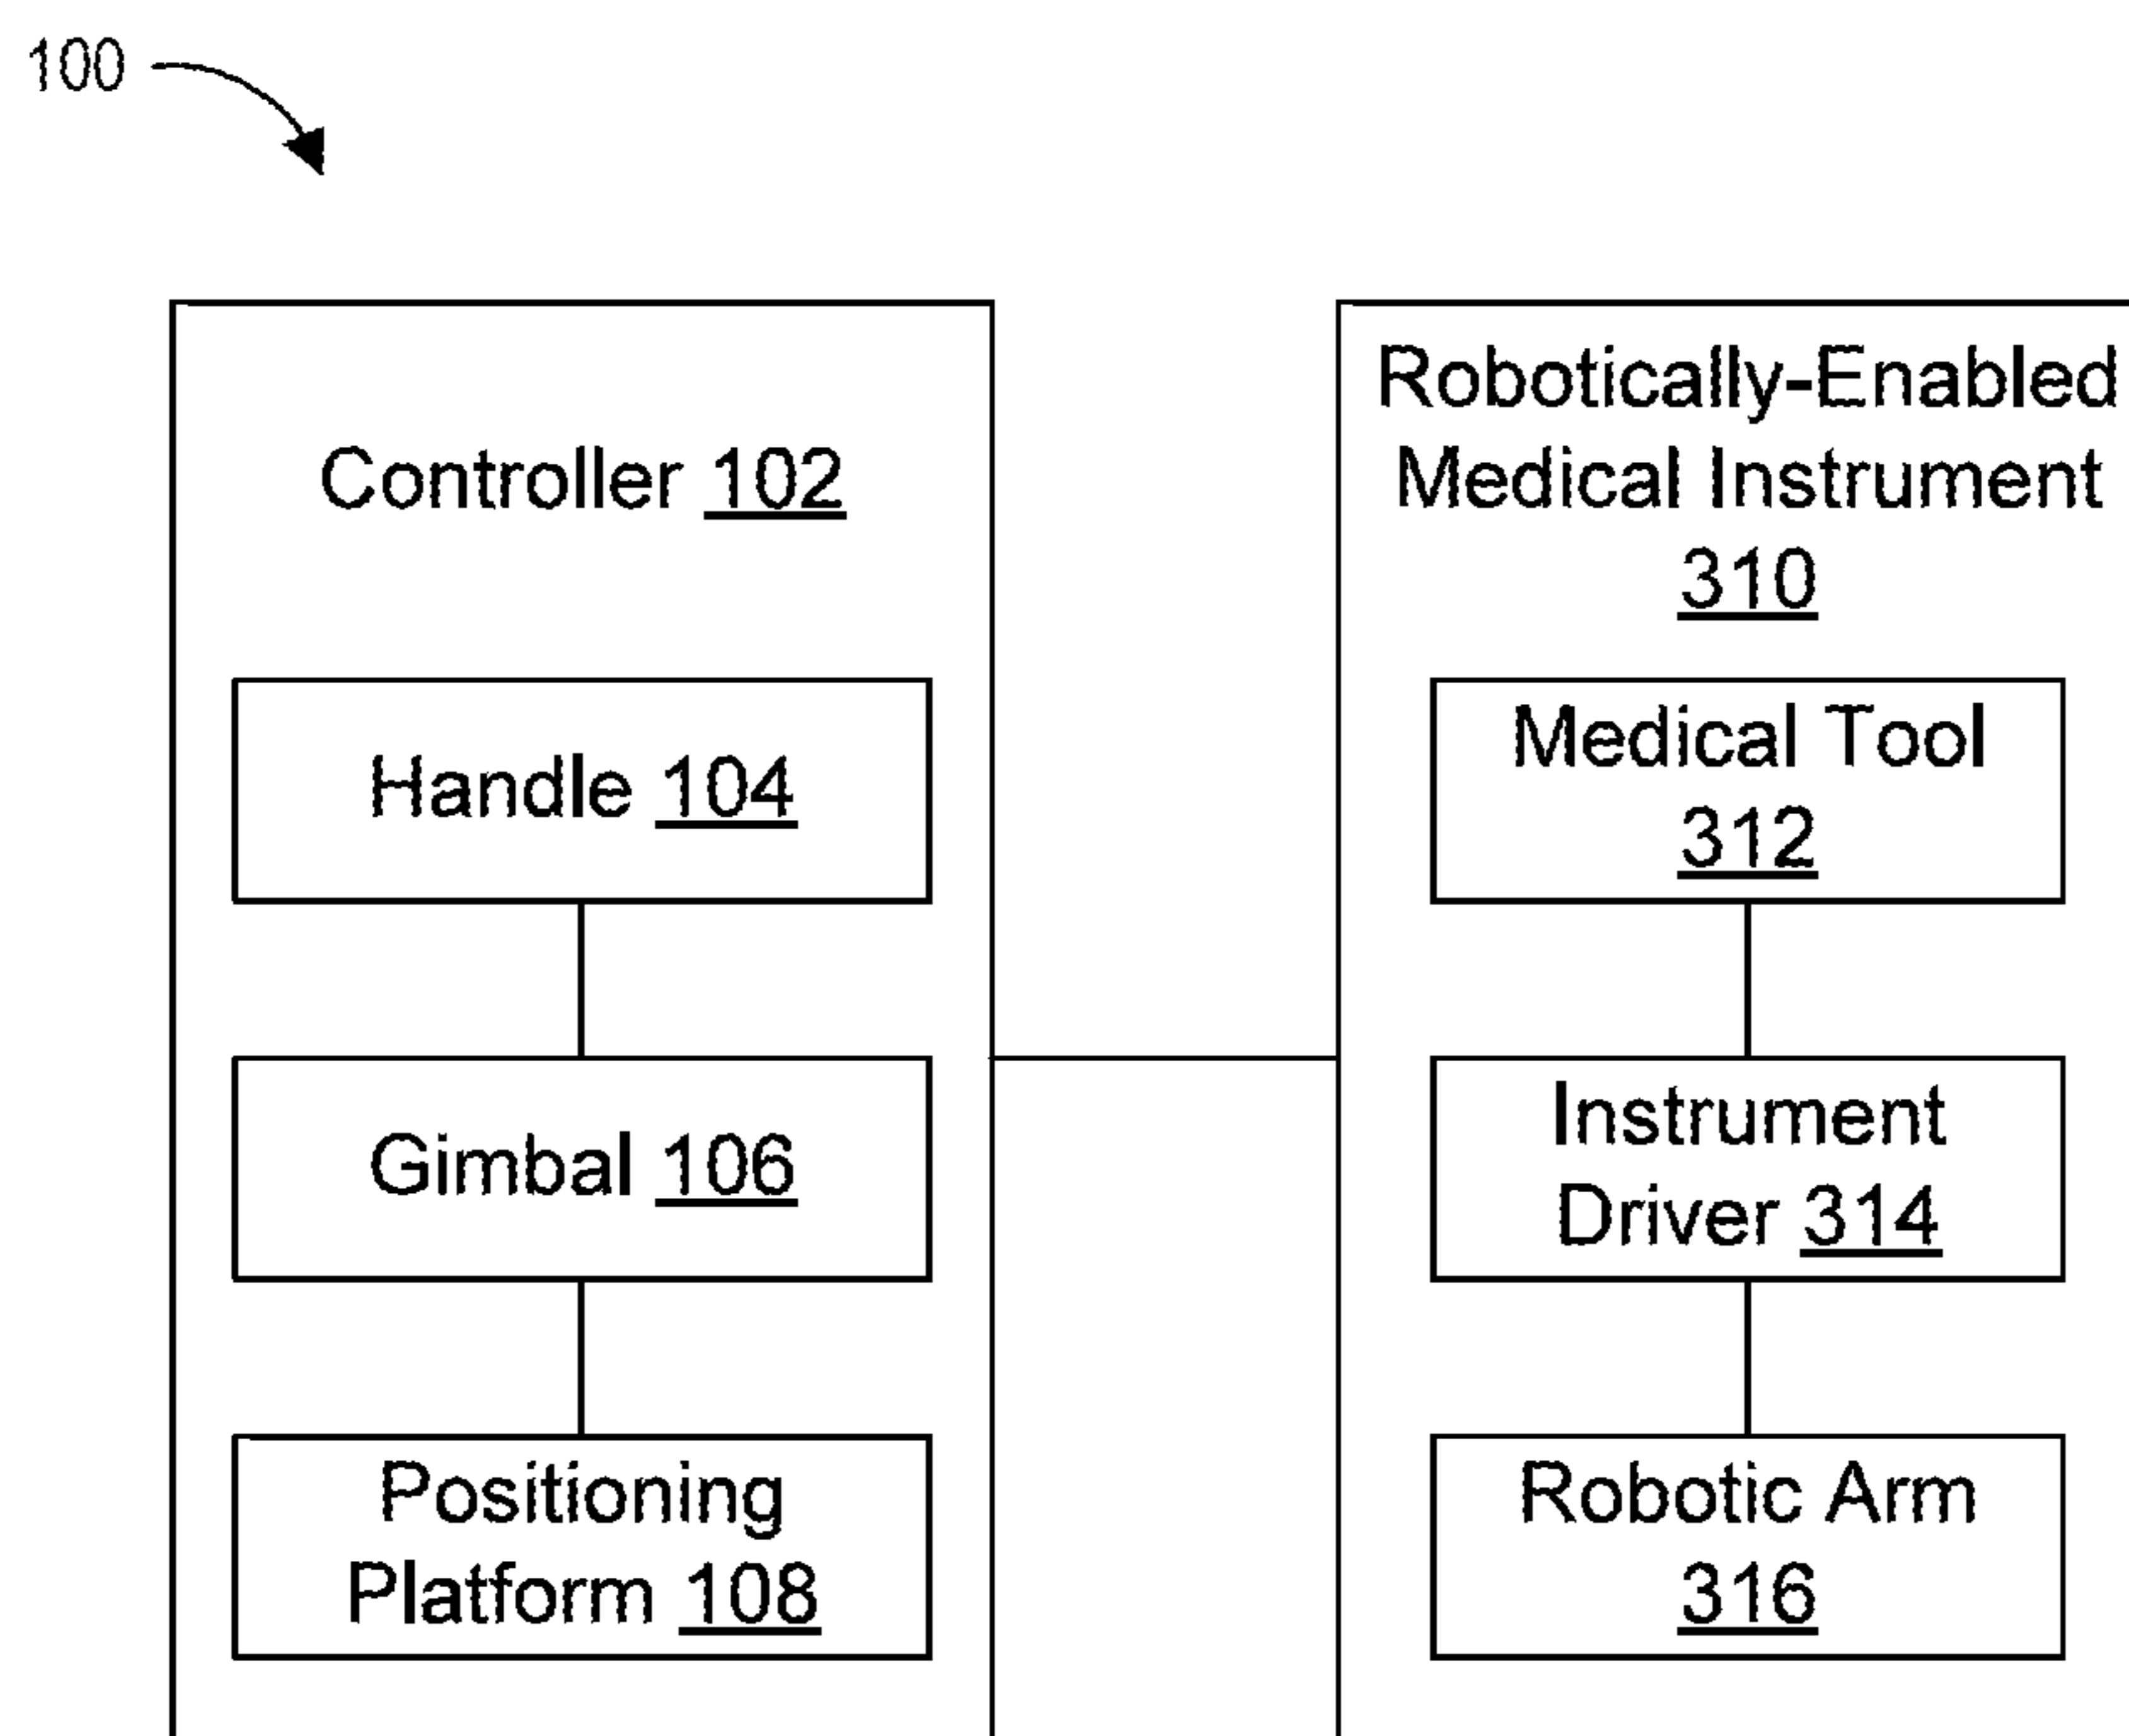 100
Controller 102
Handle 104
Gimbal 106
Positioning
Platform 108
Robotically-Enabled
Medical Instrument
310
Medical Tool
312
Instrument
Driver 314
Robotic Arm
316